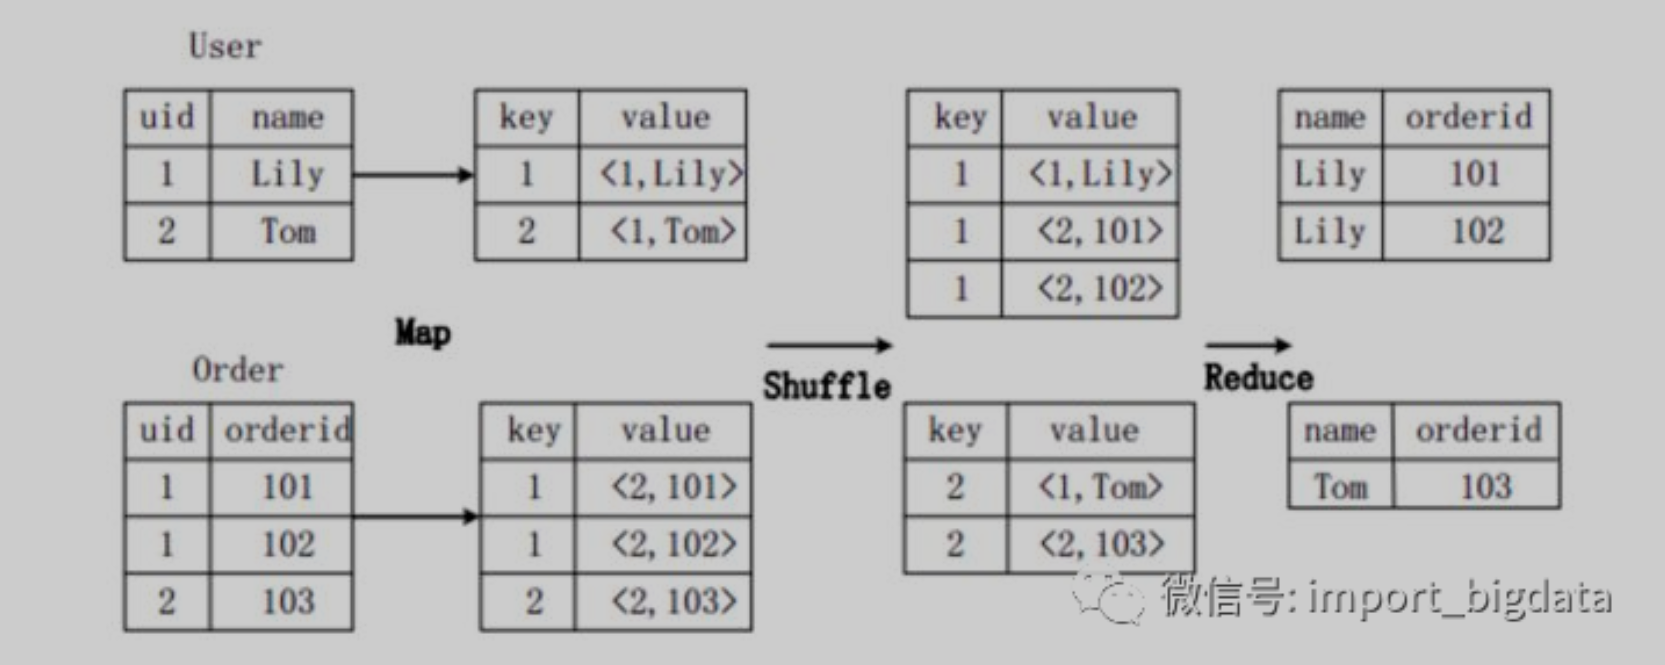 User
uid name
1 Lily
2 Tom
key value
1 <1,Lily>
2 <1,Tom>
Map
Order
uid orderid
1 101
1 102
2 103
key value
1 <2,101>
1 <2,102>
2 <2,103>
Shuffle
key value
1 <1,Lily>
1 <2,101>
1 <2,102>
key value
2 <1,Tom>
2 <2,103>
Reduce
name orderid
Lily 101
Lily 102
name orderid
Tom 103
微信号: import_bigdata